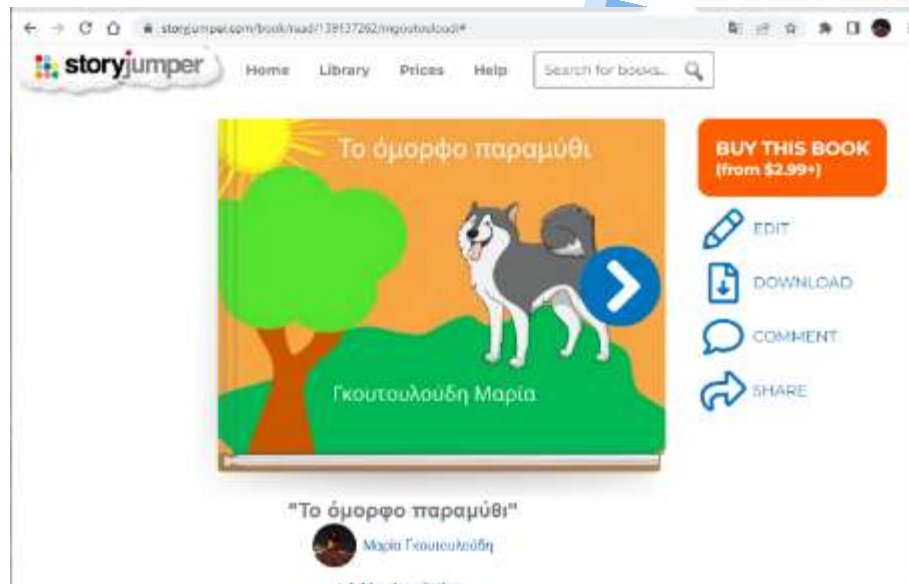 storyjumper
Home Library Prices Help Search for books...
Το όμορφο παραμύθι
Γκουτουλούδη Μαρία
BUY THIS BOOK
(from $2.99+)
EDIT
DOWNLOAD
COMMENT
SHARE
"Το όμορφο παραμύθι"
Μαρία Γκουτουλούδη